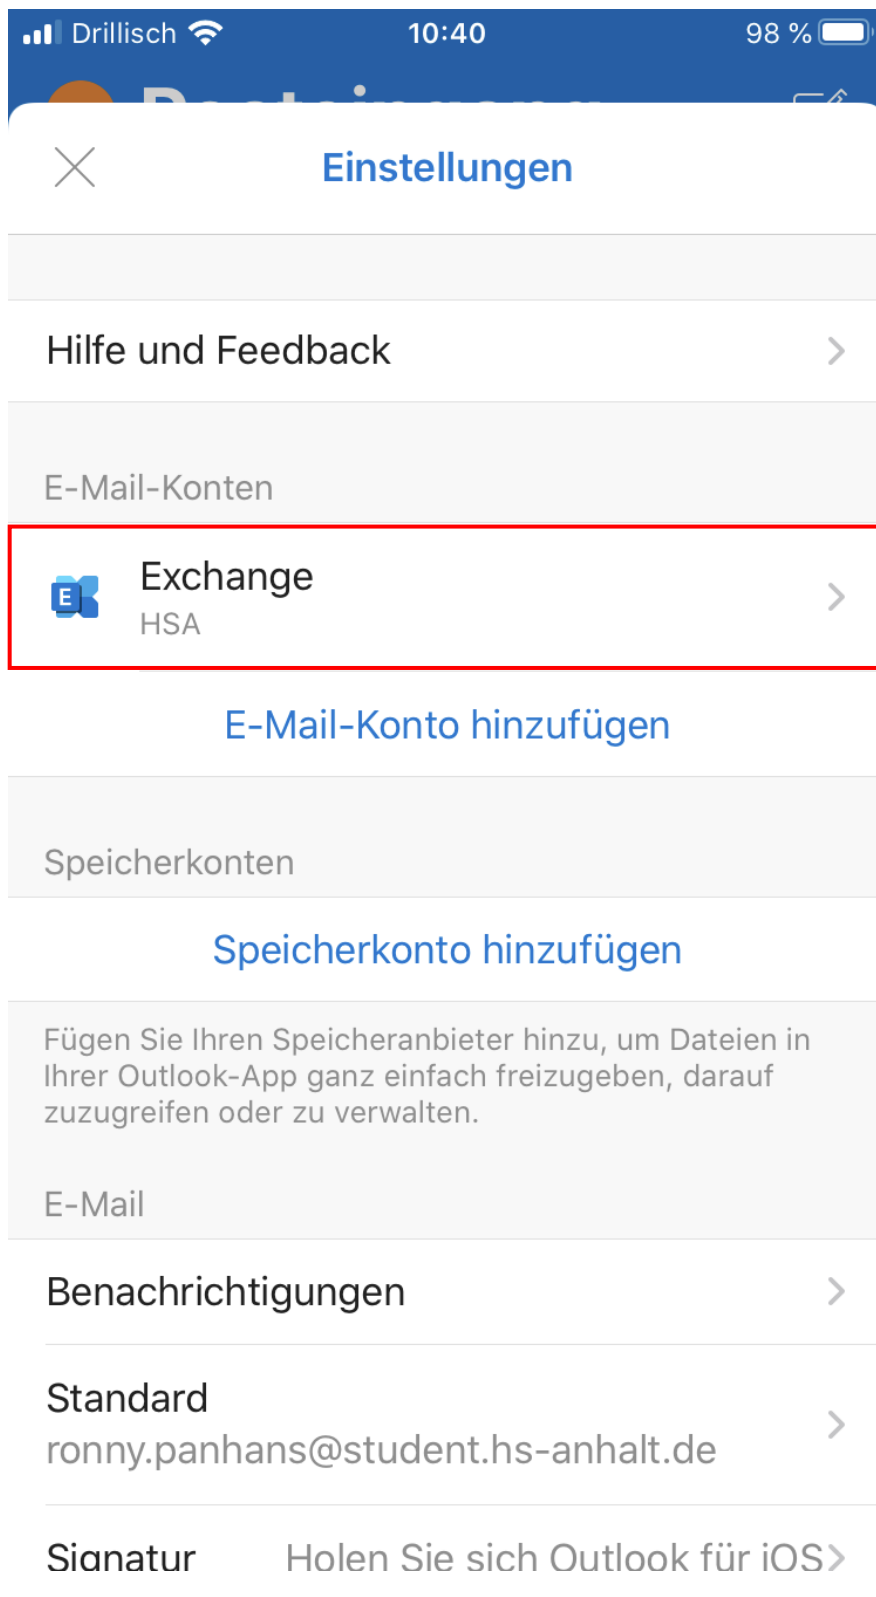 Drillisch 10:40 98 %
Posteingang
Einstellungen
Hilfe und Feedback
E-Mail-Konten
E Exchange
HSA
E-Mail-Konto hinzufügen
Speicherkonten
Speicherkonto hinzufügen
Fügen Sie Ihren Speicheranbieter hinzu, um Dateien in
Ihrer Outlook-App ganz einfach freizugeben, darauf
zuzugreifen oder zu verwalten.
E-Mail
Benachrichtigungen
Standard
ronny.panhans@student.hs-anhalt.de
Signatur Holen Sie sich Outlook für iOS